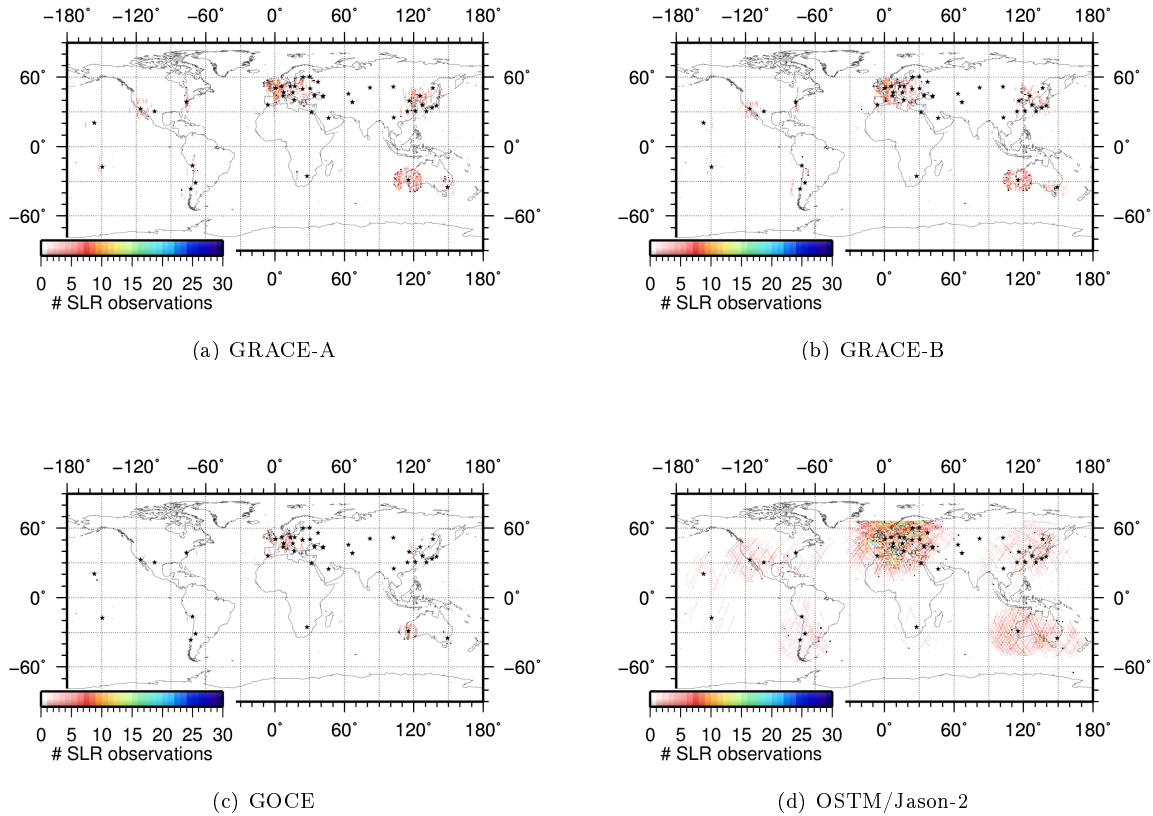 −180˚ −120˚ −60˚ 0˚ 60˚ 120˚ 180˚
60˚ 60˚
0˚ 0˚
−60˚ −60˚
0˚ 60˚ 120˚ 180˚
0 5 10 15 20 25 30
# SLR observations
(a) GRACE-A
−180˚ −120˚ −60˚ 0˚ 60˚ 120˚ 180˚
60˚ 60˚
0˚ 0˚
−60˚ −60˚
0˚ 60˚ 120˚ 180˚
0 5 10 15 20 25 30
# SLR observations
(b) GRACE-B
−180˚ −120˚ −60˚ 0˚ 60˚ 120˚ 180˚
60˚ 60˚
0˚ 0˚
−60˚ −60˚
0˚ 60˚ 120˚ 180˚
0 5 10 15 20 25 30
# SLR observations
(c) GOCE
−180˚ −120˚ −60˚ 0˚ 60˚ 120˚ 180˚
60˚ 60˚
0˚ 0˚
−60˚ −60˚
0˚ 60˚ 120˚ 180˚
0 5 10 15 20 25 30
# SLR observations
(d) OSTM/Jason-2